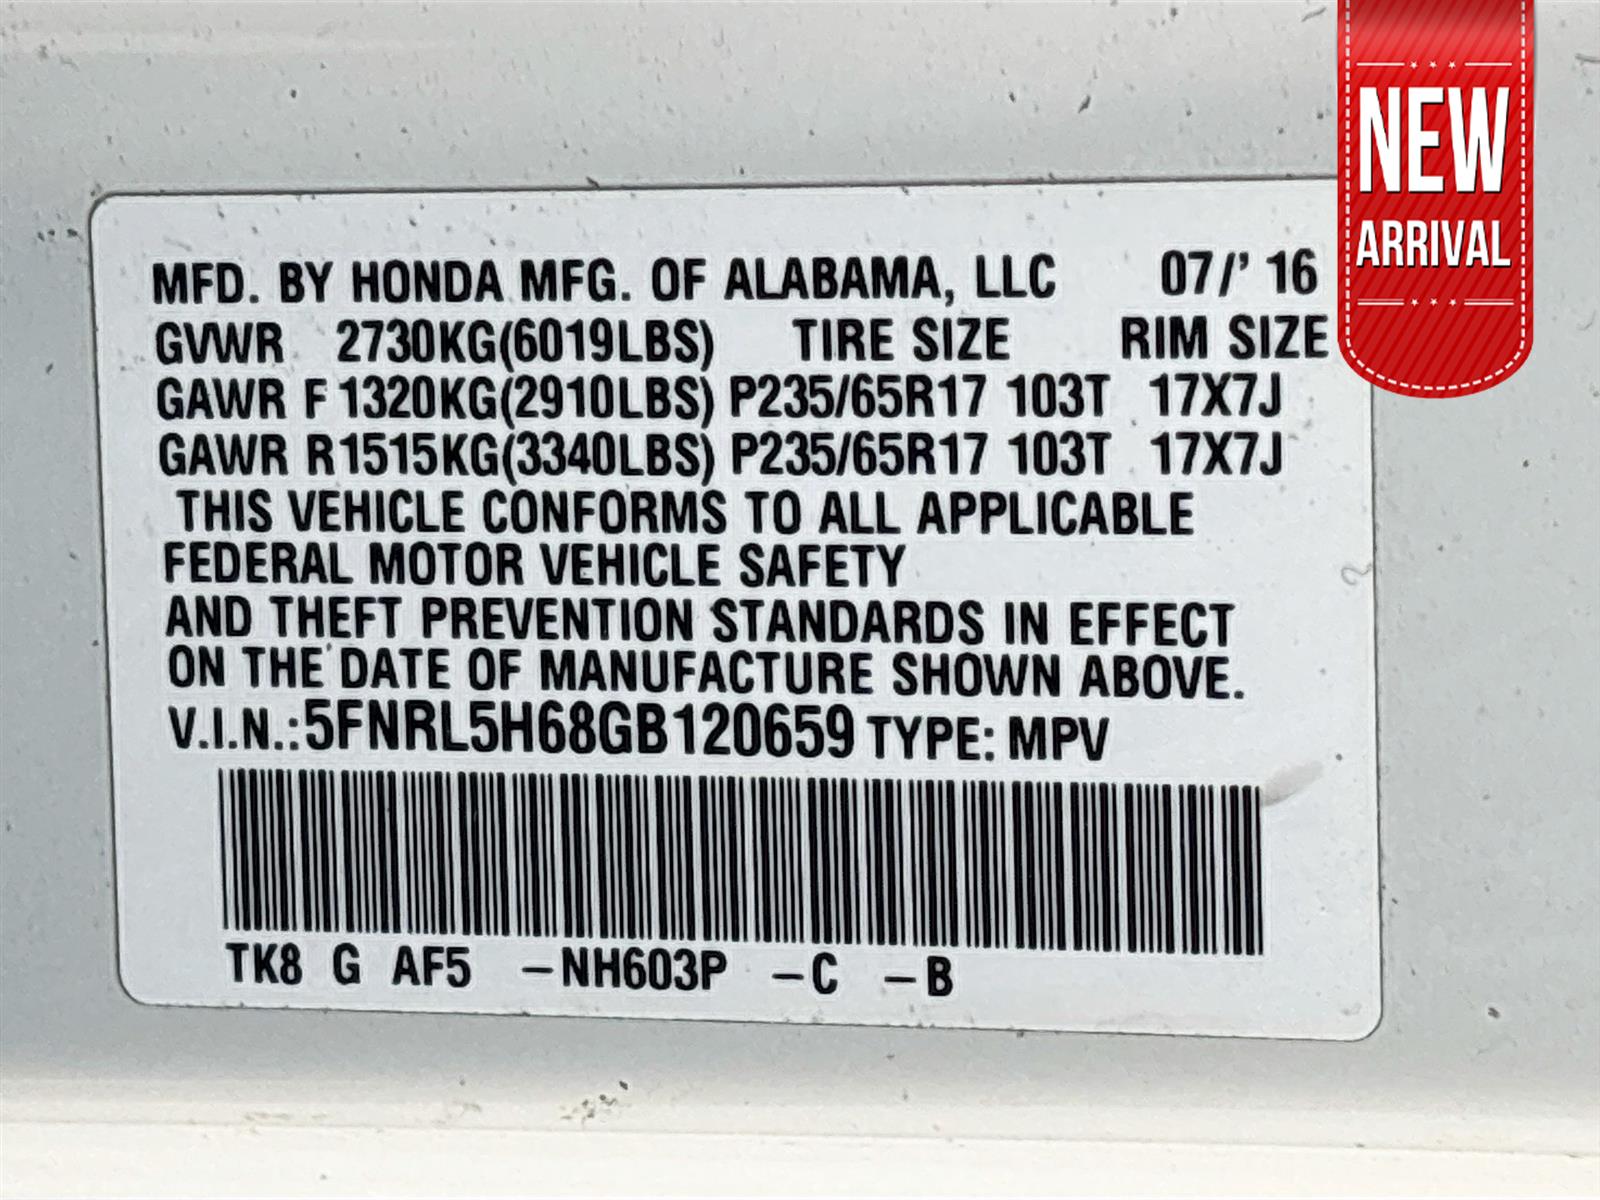 NEW
ARRIVAL
MFD. BY HONDA MFG. OF ALABAMA, LLC 07/' 16
GVWR 2730KG(6019LBS) TIRE SIZE RIM SIZE
GAWR F 1320KG(2910LBS) P235/65R17 103T 17X7J
GAWR R1515KG(3340LBS) P235/65R17 103T 17X7J
THIS VEHICLE CONFORMS TO ALL APPLICABLE
FEDERAL MOTOR VEHICLE SAFETY
AND THEFT PREVENTION STANDARDS IN EFFECT
ON THE DATE OF MANUFACTURE SHOWN ABOVE.
V.I.N.:5FNRL5H68GB120659 TYPE: MPV
TK8 G AF5 –NH603P –C –B